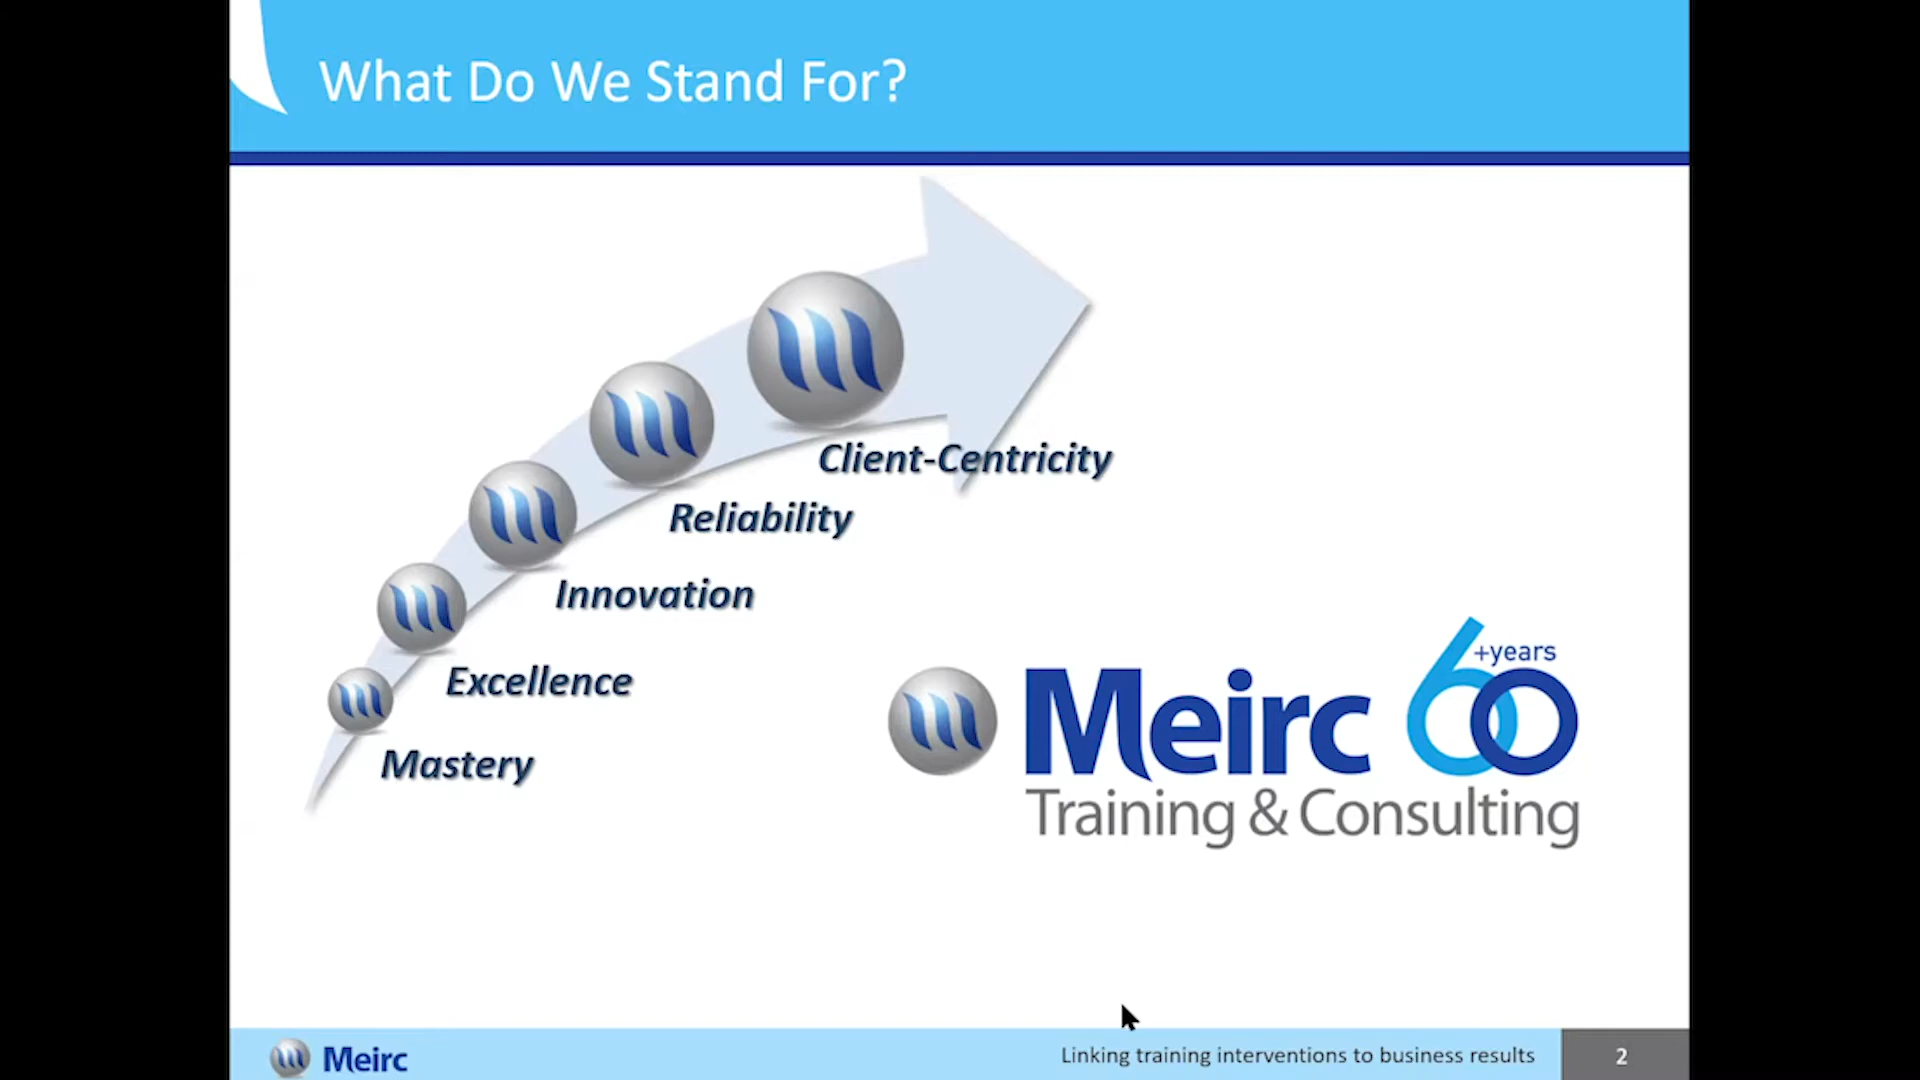 What Do We Stand For?
Client-Centricity
Reliability
Innovation
Excellence
Mastery
+years
Meirc 60
Training & Consulting
Meirc
Linking training interventions to business results
2